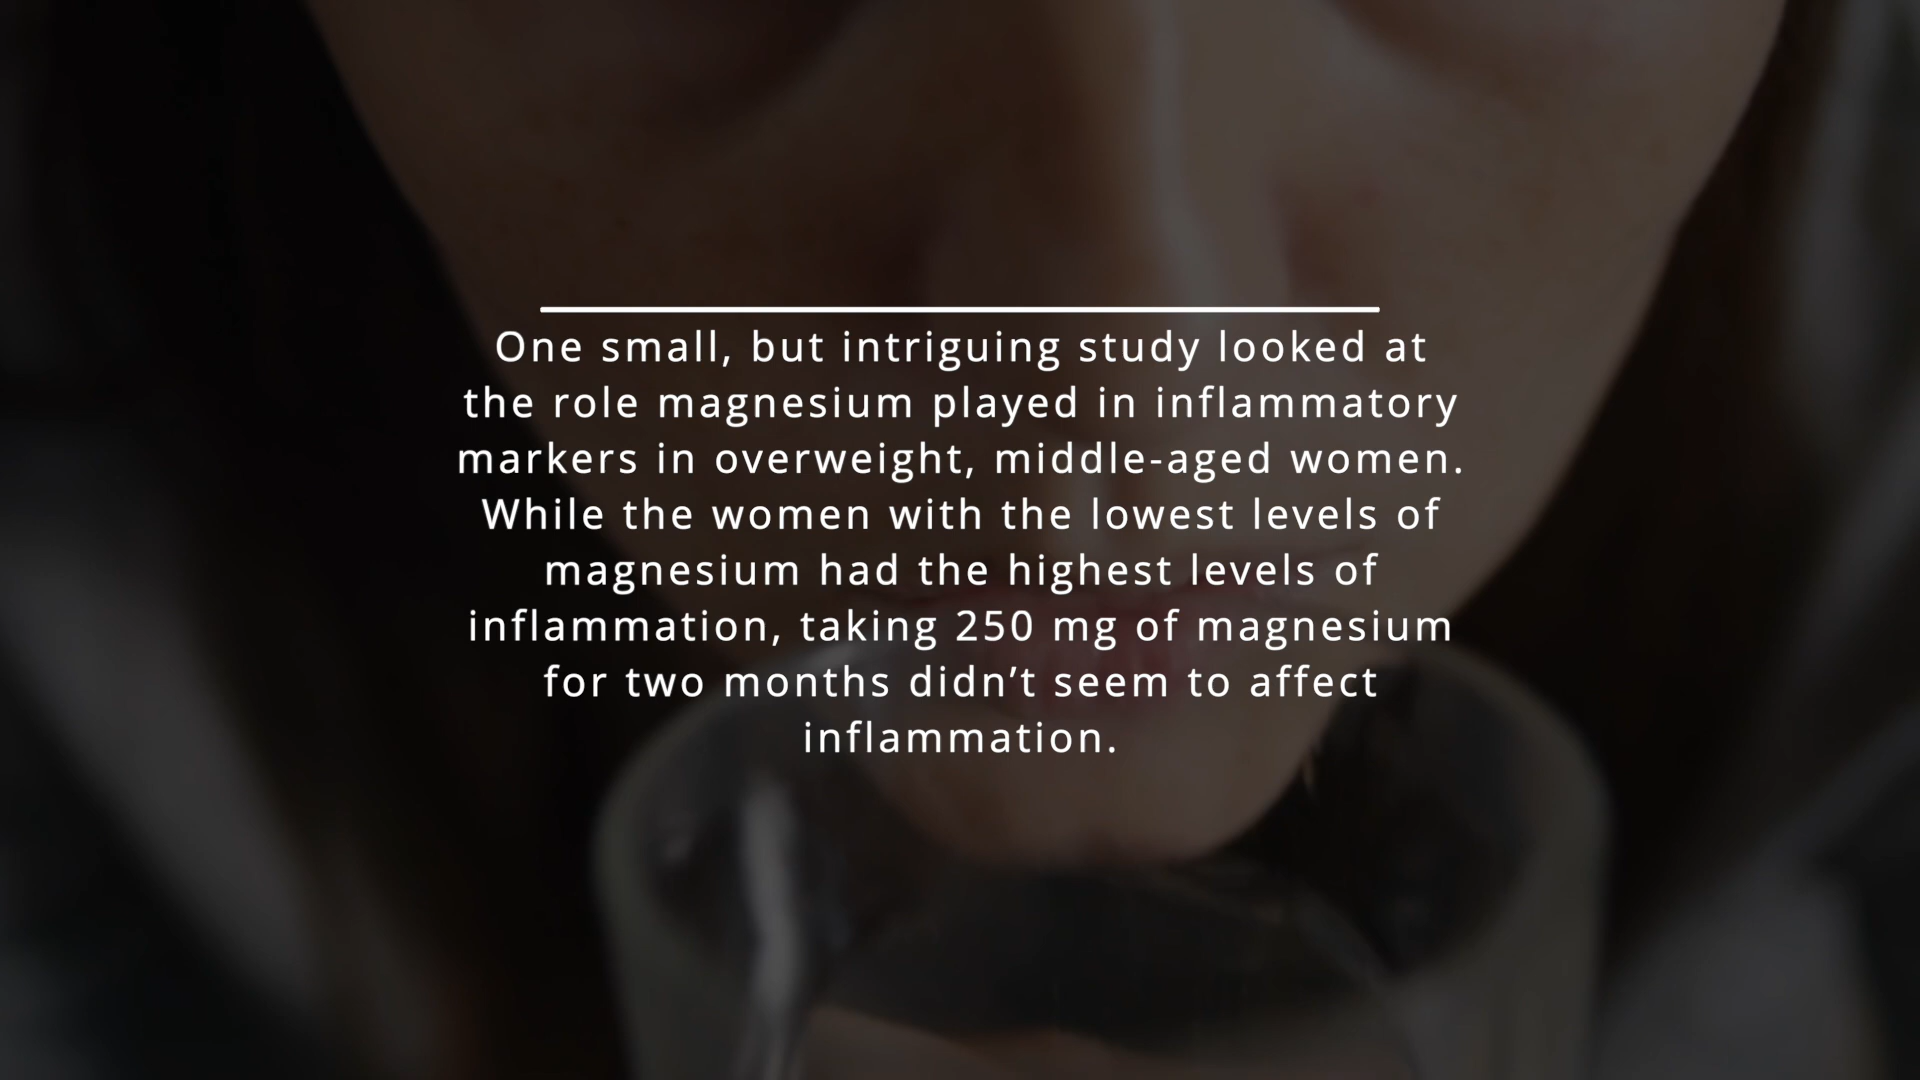 One small, but intriguing study looked at
the role magnesium played in inflammatory
markers in overweight, middle-aged women.
While the women with the lowest levels of
magnesium had the highest levels of
inflammation, taking 250 mg of magnesium
for two months didn’t seem to affect
inflammation.